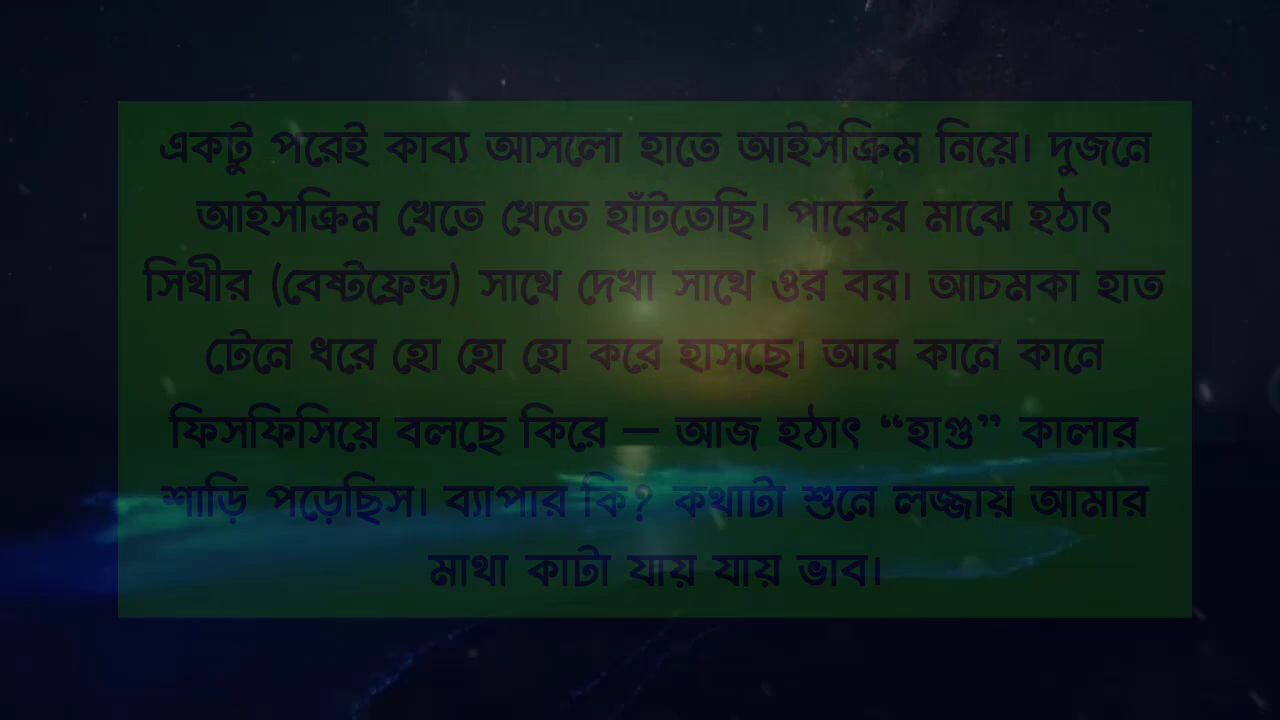 একটু পরেই কাব্য আসলো হাতে আইসক্রিম নিয়ে। দুজনে
আইসক্রিম খেতে খেতে হাঁটতেছি। পার্কের মাঝে হঠাৎ
সিথীর (বেষ্টফ্রেন্ড) সাথে দেখা সাথে ওর বর। আচমকা হাত
টেনে ধরে হো হো হো করে হাসছে। আর কানে কানে
ফিসফিসিয়ে বলছে কিরে — আজ হঠাৎ “হাগু” কালার
শাড়ি পড়েছিস। ব্যাপার কি? কথাটা শুনে লজ্জায় আমার
মাথা কাটা যায় যায় ভাব।